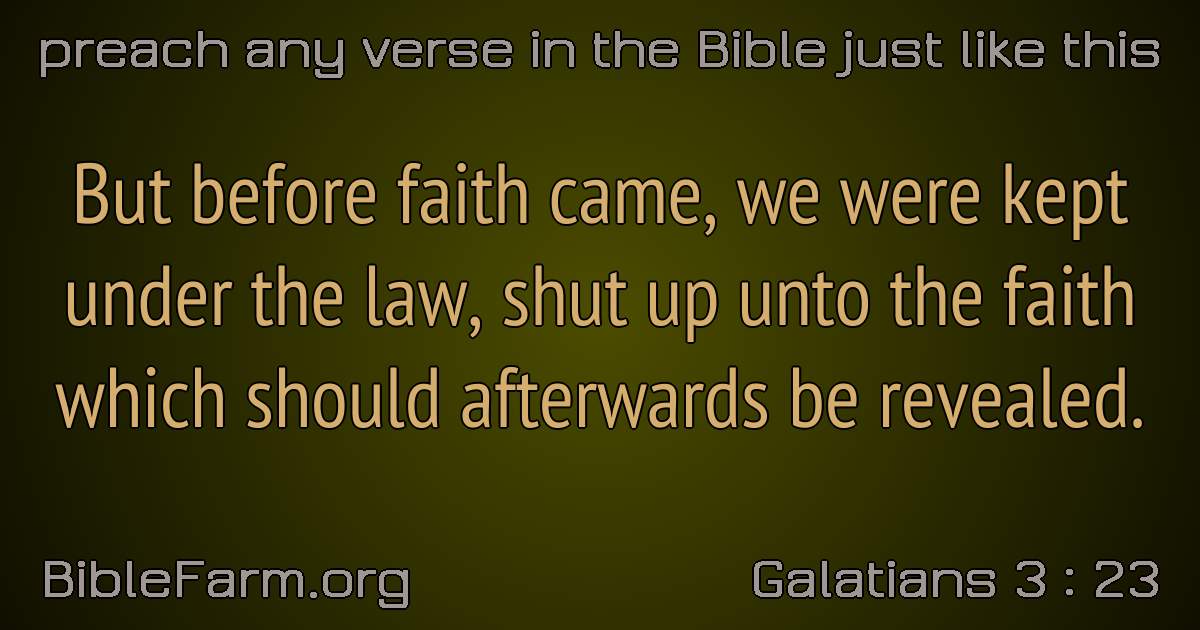 preach any verse in the Bible just like this
But before faith came, we were kept
under the law, shut up unto the faith
which should afterwards be revealed.
BibleFarm.org
Galatians 3 : 23